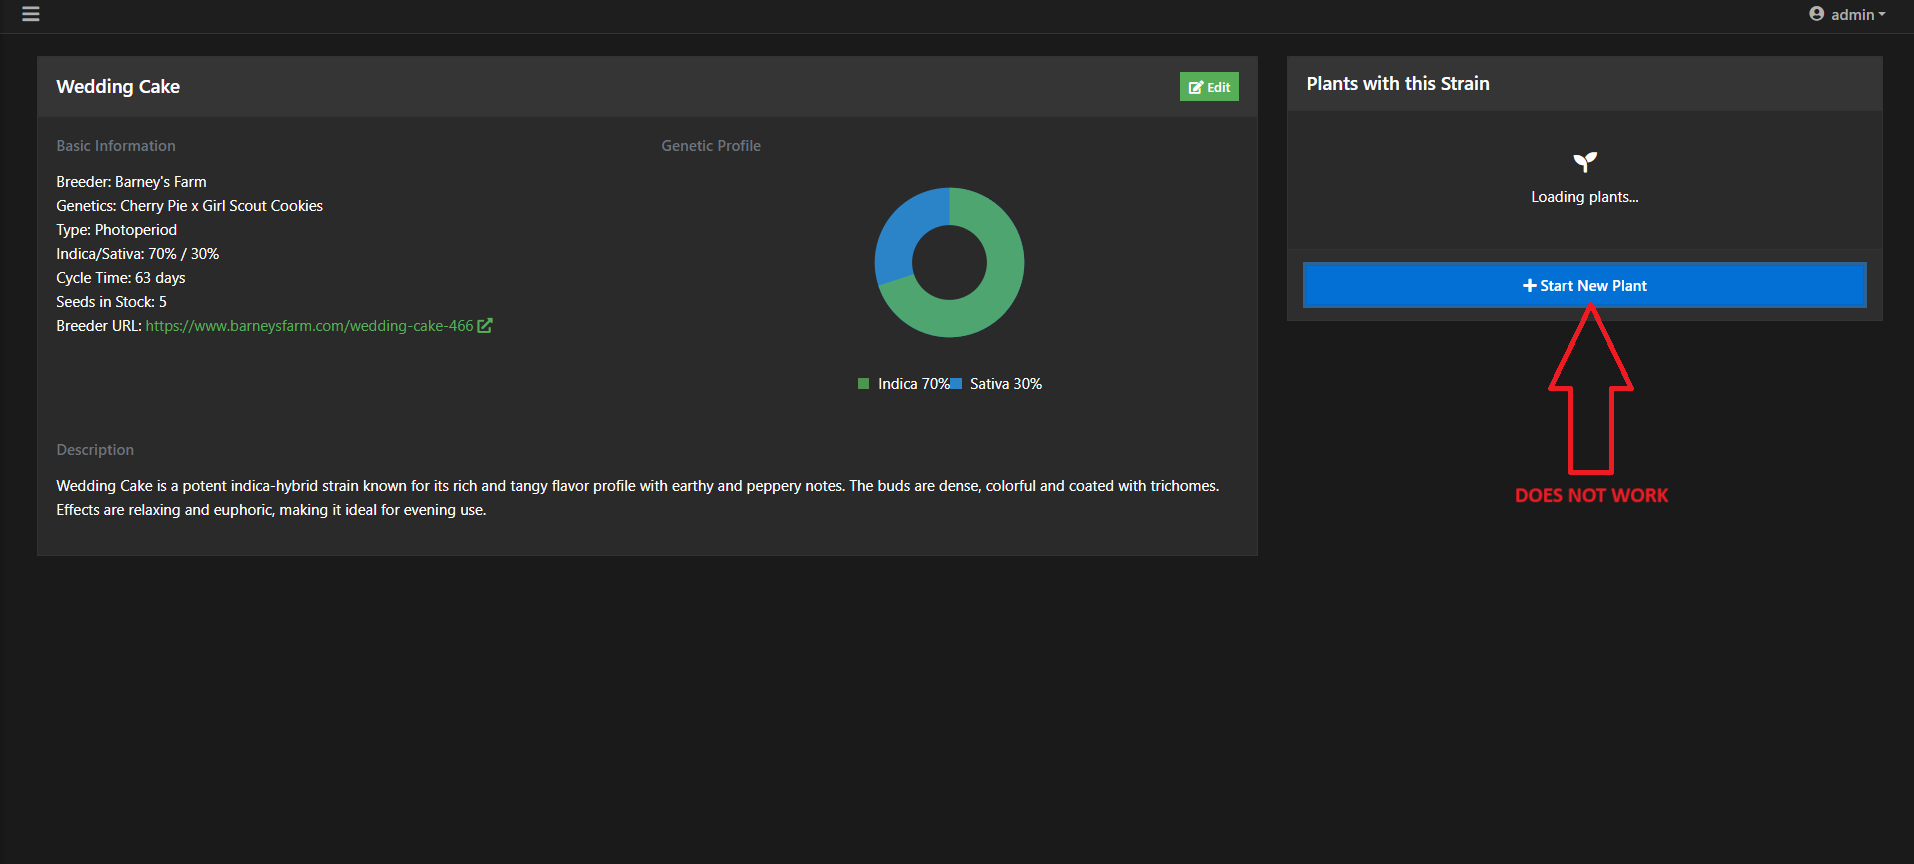 admin
Wedding Cake
Edit
Basic Information
Breeder: Barney's Farm
Genetics: Cherry Pie x Girl Scout Cookies
Type: Photoperiod
Indica/Sativa: 70% / 30%
Cycle Time: 63 days
Seeds in Stock: 5
Breeder URL: https://www.barneysfarm.com/wedding-cake-466
Genetic Profile
Indica 70% Sativa 30%
Description
Wedding Cake is a potent indica-hybrid strain known for its rich and tangy flavor profile with earthy and peppery notes. The buds are dense, colorful and coated with trichomes.
Effects are relaxing and euphoric, making it ideal for evening use.
Plants with this Strain
Loading plants...
Start New Plant
DOES NOT WORK